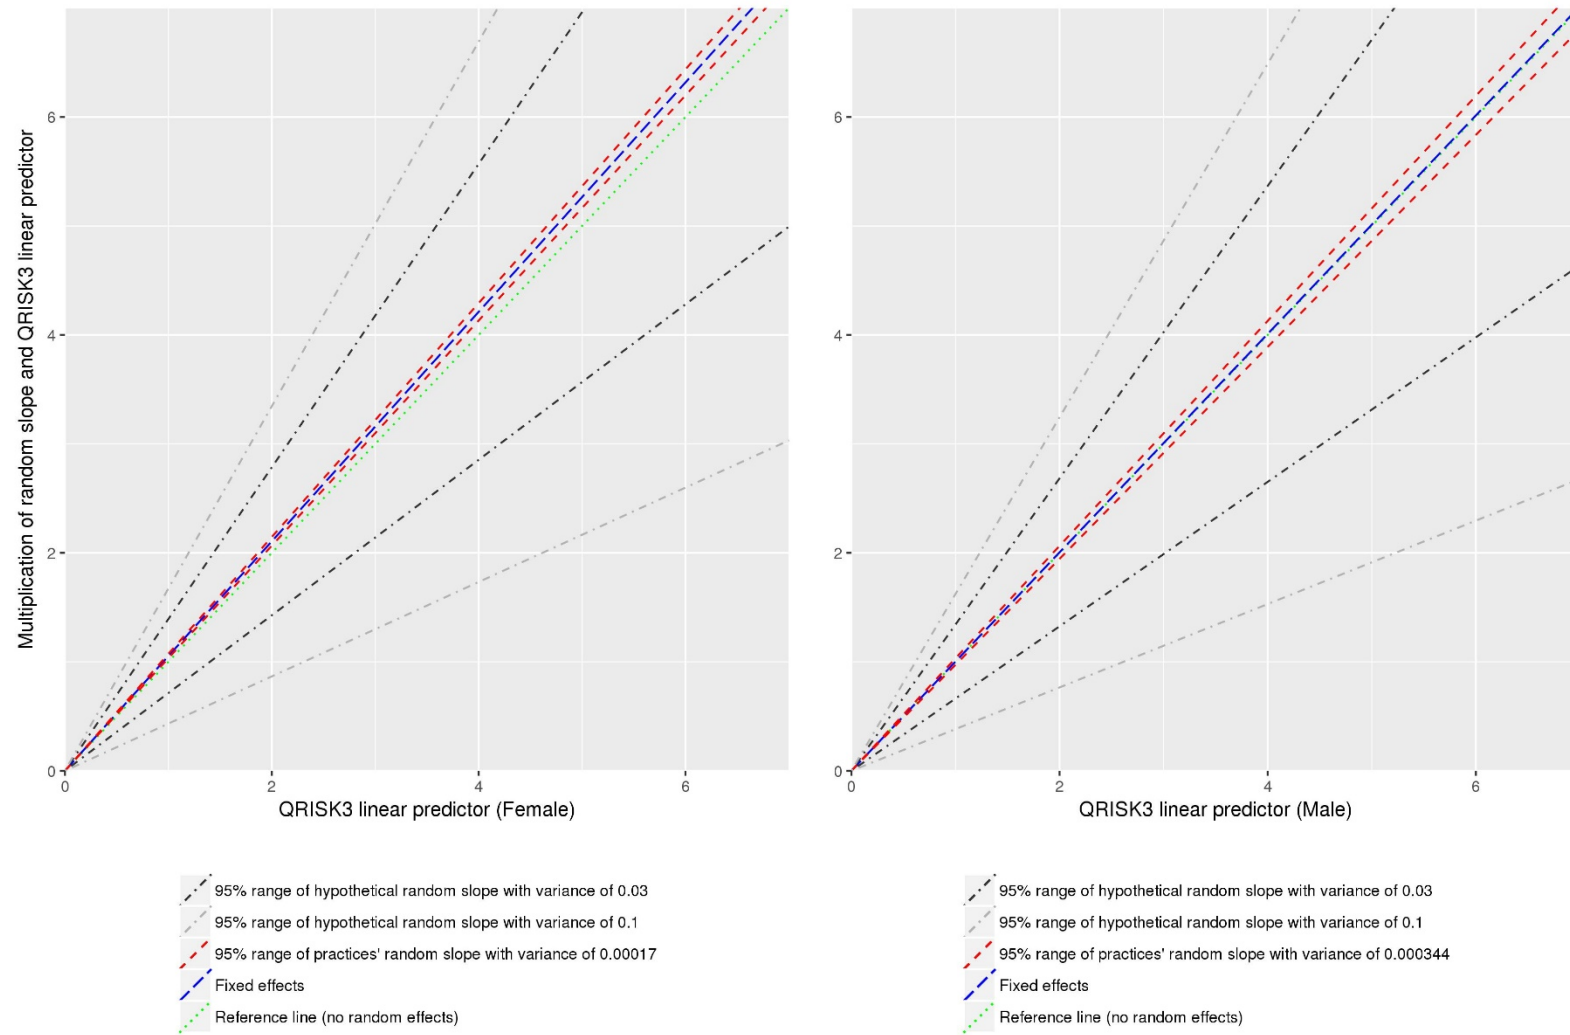 Multiplication of random slope and QRISK3 linear predictor
6
4
2
0
0
2
4
6
QRISK3 linear predictor (Female)
95% range of hypothetical random slope with variance of 0.03
95% range of hypothetical random slope with variance of 0.1
95% range of practices' random slope with variance of 0.00017
Fixed effects
Reference line (no random effects)
6
4
2
0
0
2
4
6
QRISK3 linear predictor (Male)
95% range of hypothetical random slope with variance of 0.03
95% range of hypothetical random slope with variance of 0.1
95% range of practices' random slope with variance of 0.000344
Fixed effects
Reference line (no random effects)